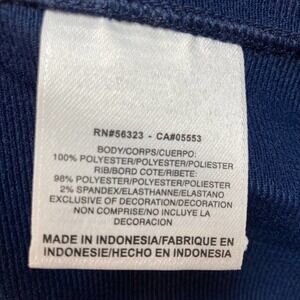 RN#56323 - CA#05553
BODY/CORPS/CUERPO:
100% POLYESTER/POLYESTER/POLIESTER
RIB/BORD COTE/RIBETE:
98% POLYESTER/POLYESTER/POLIESTER
2% SPANDEX/ELASTHANNE/ELASTANO
EXCLUSIVE OF DECORATION/DECORATION
NON COMPRISE/NO INCLUYE LA
DECORACION
MADE IN INDONESIA/FABRIQUE EN
INDONESIE/HECHO EN INDONESIA